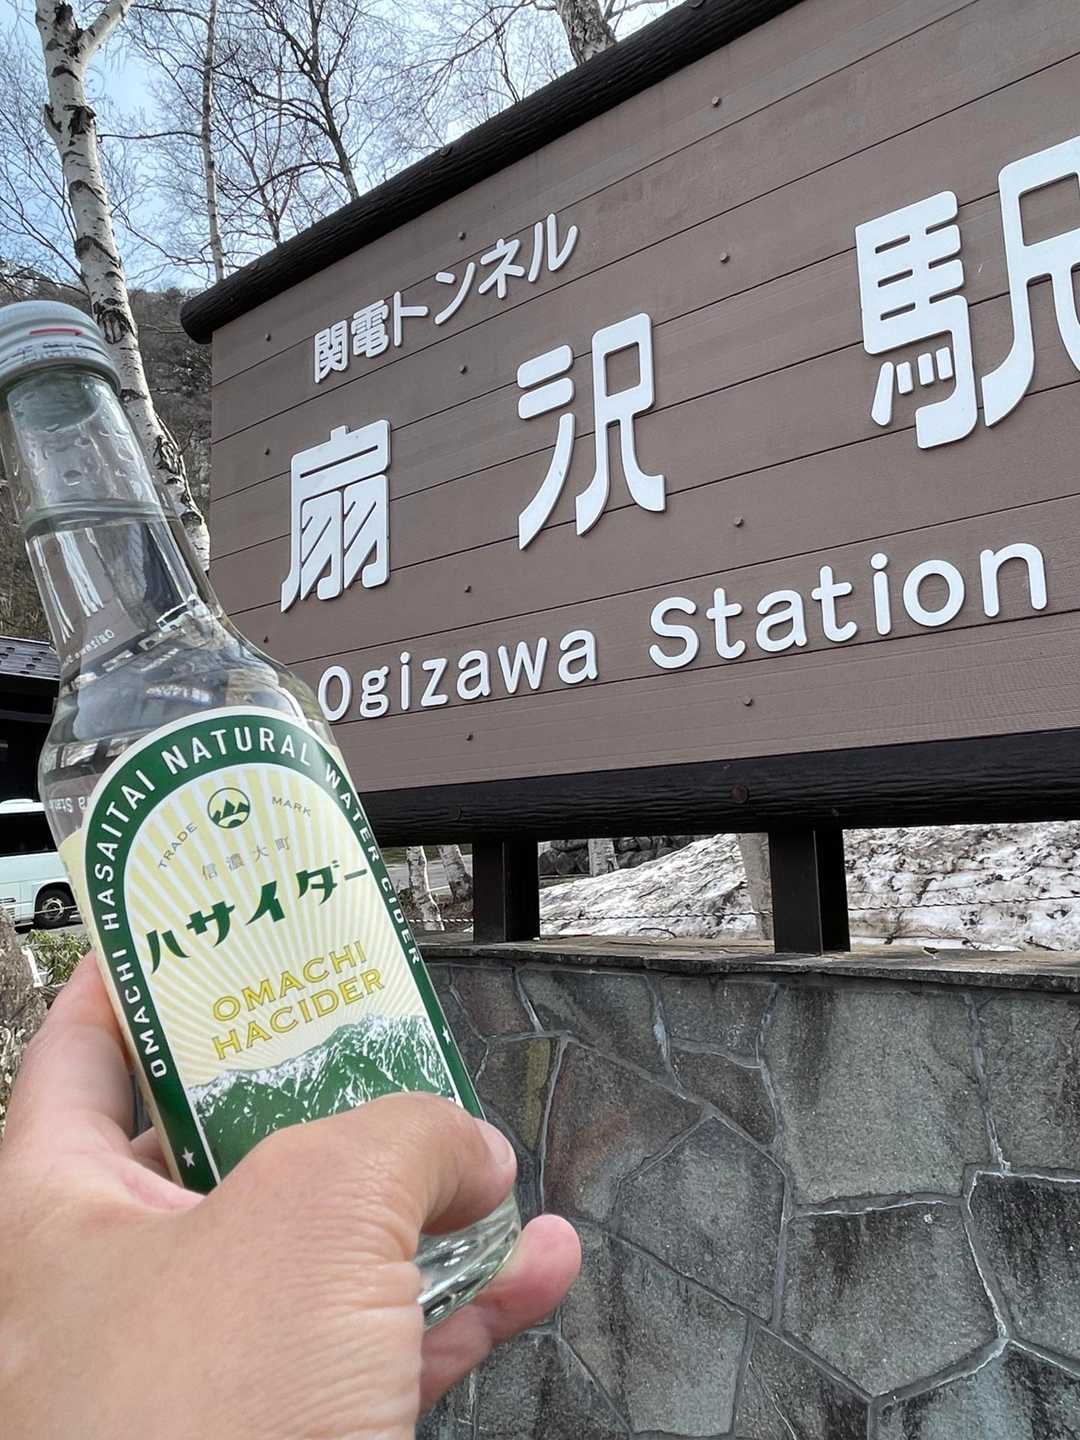 関電トンネル
扇沢駅
Ogizawa Station
OMACHI HASAITAI NATURAL WATER CIDER
TRADE MARK
信濃大町
ハサイダー
OMACHI
HACIDER